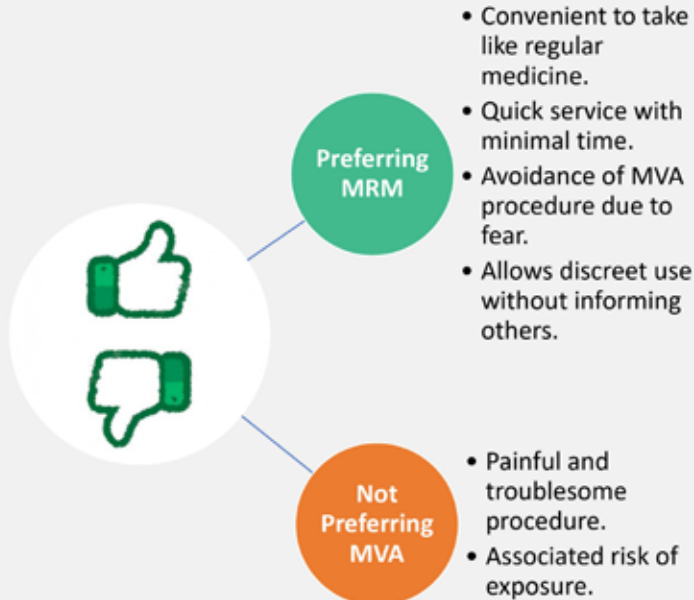 Preferring
MRM
• Convenient to take
like regular
medicine.
• Quick service with
minimal time.
• Avoidance of MVA
procedure due to
fear.
• Allows discreet use
without informing
others.
Not
Preferring
MVA
• Painful and
troublesome
procedure.
• Associated risk of
exposure.